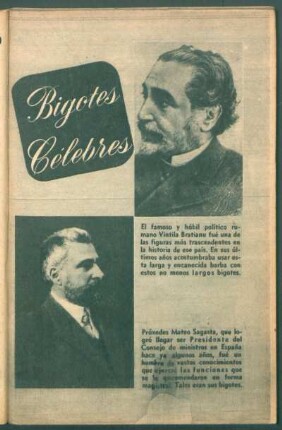 Bigotes
Célebres
El famoso y hábil político ru-
mano Vintila Bratianu fué una de
las figuras más trascendentes en
la historia de ese país. En sus úl-
timos años acostumbraba usar es-
ta larga y encanecida barba con
estos en menos largos bigotes.
Práxedes Mateo Sagasta, que lo-
gró llegar ser Presidente del
Consejo de ministros en España
hace ya algunos años, fué un
hombre de vastos conocimientos
que ejerció las funciones que
se le encomendaron en forma
magistral. Tales eran sus bigotes.